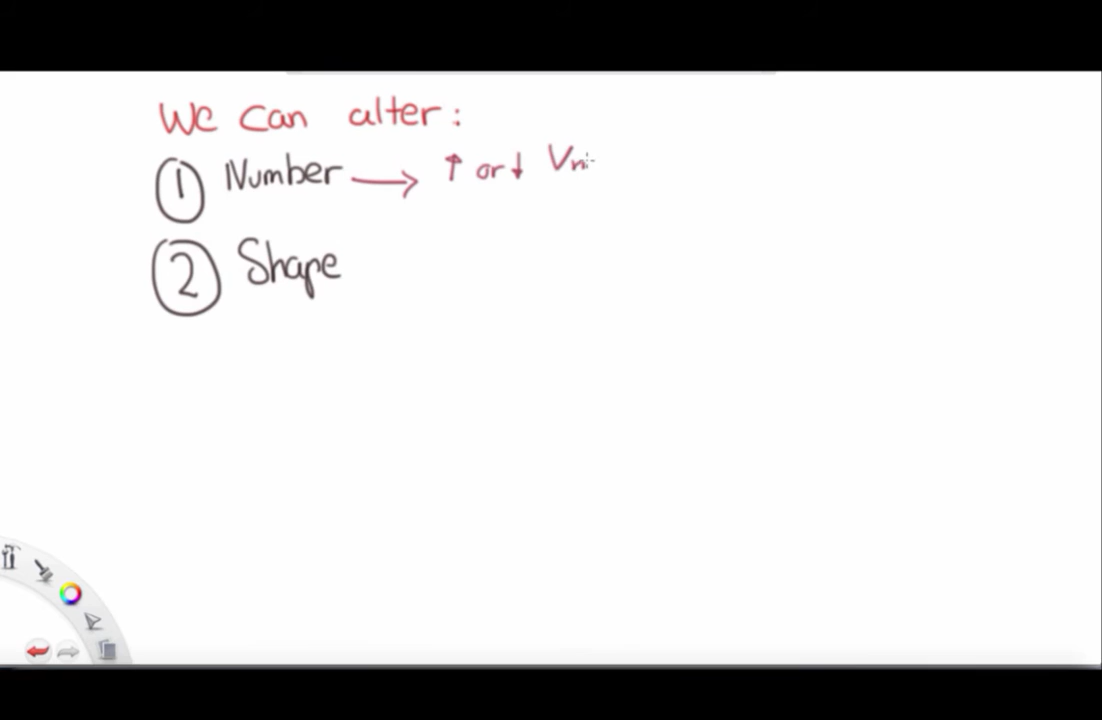 We can alter:
① Number → ↑ or ↓
② Shape